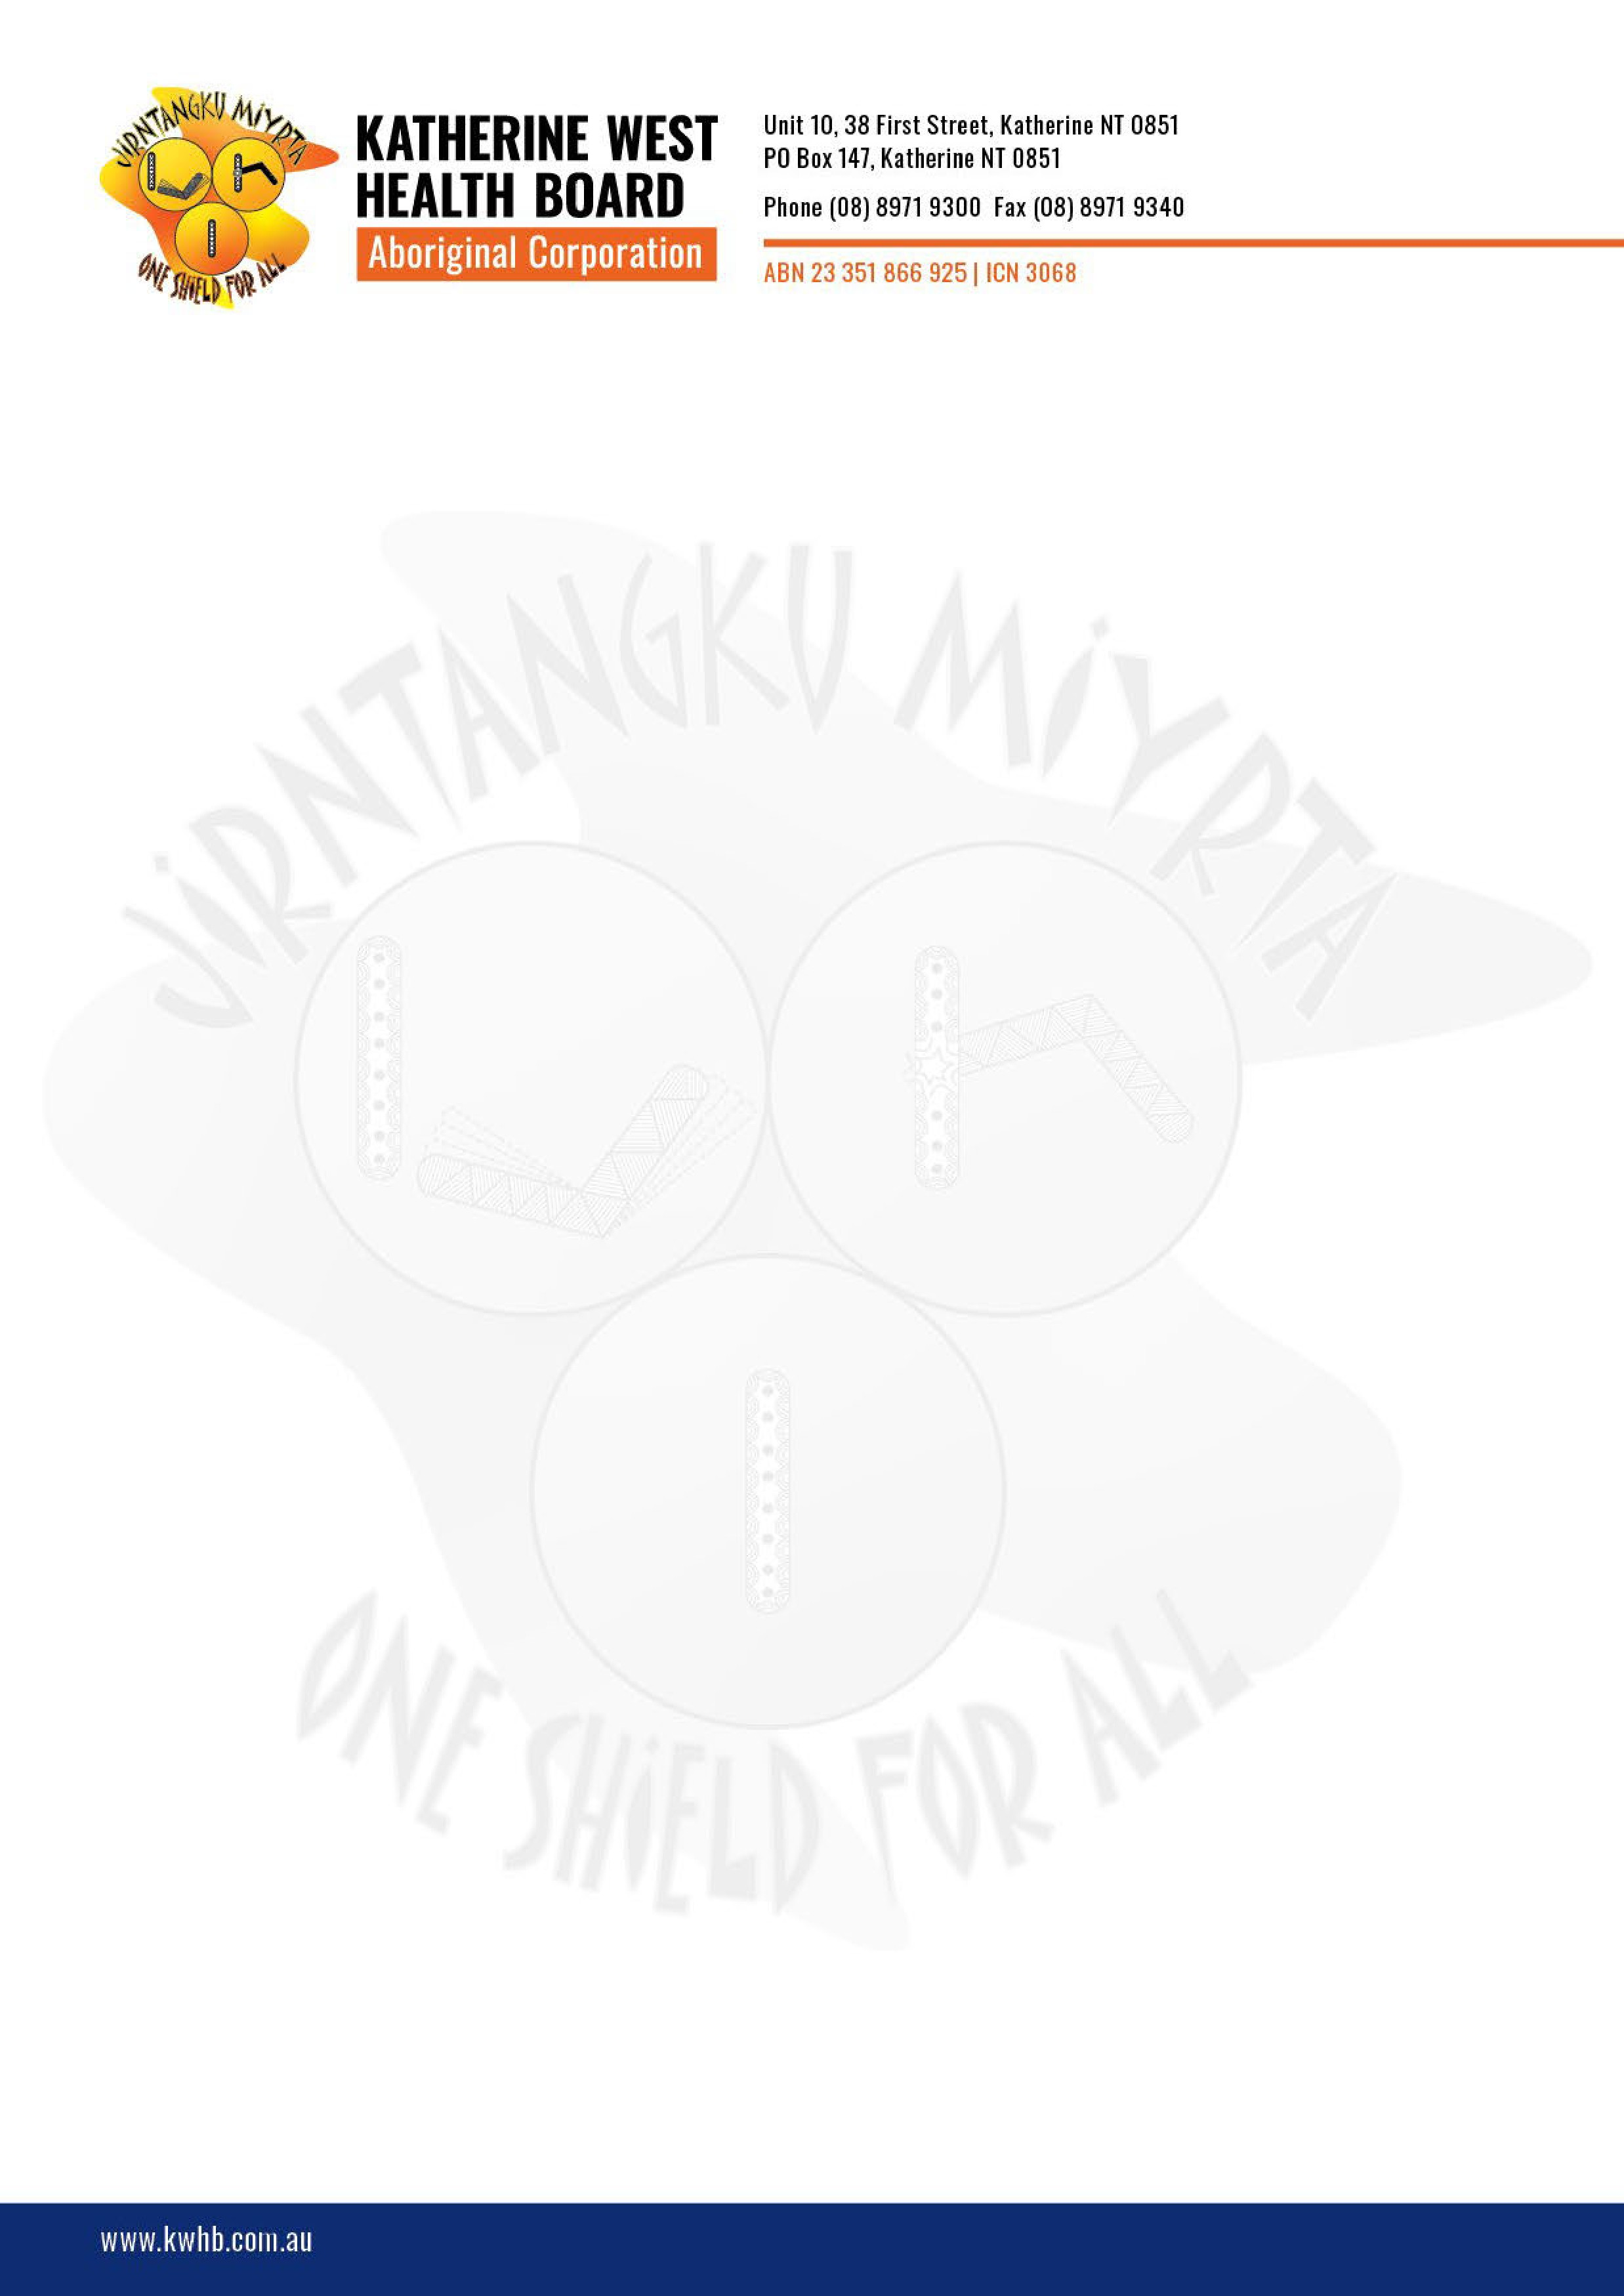 JIRNTANGKU MIYRTA
ONE SHIELD FOR ALL
KATHERINE WEST
HEALTH BOARD
Aboriginal Corporation
Unit 10, 38 First Street, Katherine NT 0851
PO Box 147, Katherine NT 0851
Phone (08) 8971 9300 Fax (08) 8971 9340
ABN 23 351 866 925 | ICN 3068
JIRNTANGKU MIYRTA
ONE SHIELD FOR ALL
www.kwhb.com.au